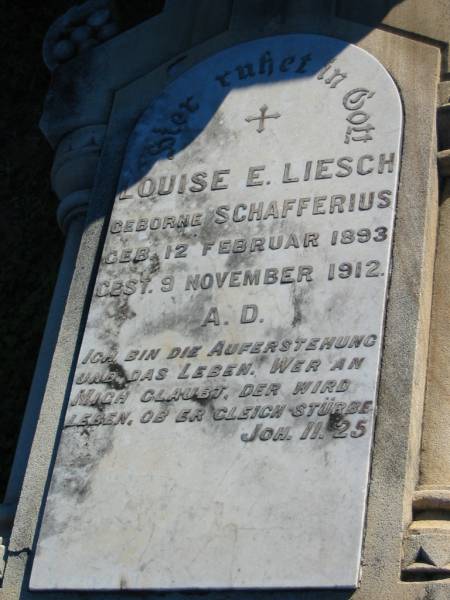 Hier ruhet in Gott
LOUISE E. LIESCH
GEBORNE SCHAFFERIUS
GEB. 12 FEBRUAR 1893
GEST. 9 NOVEMBER 1912.
A. D.
ICH BIN DIE AUFERSTEHUNG
UND DAS LEBEN. WER AN
MICH GLAUBT, DER WIRD
LEBEN, OB ER GLEICH STÜRBE
JOH. 11. 25